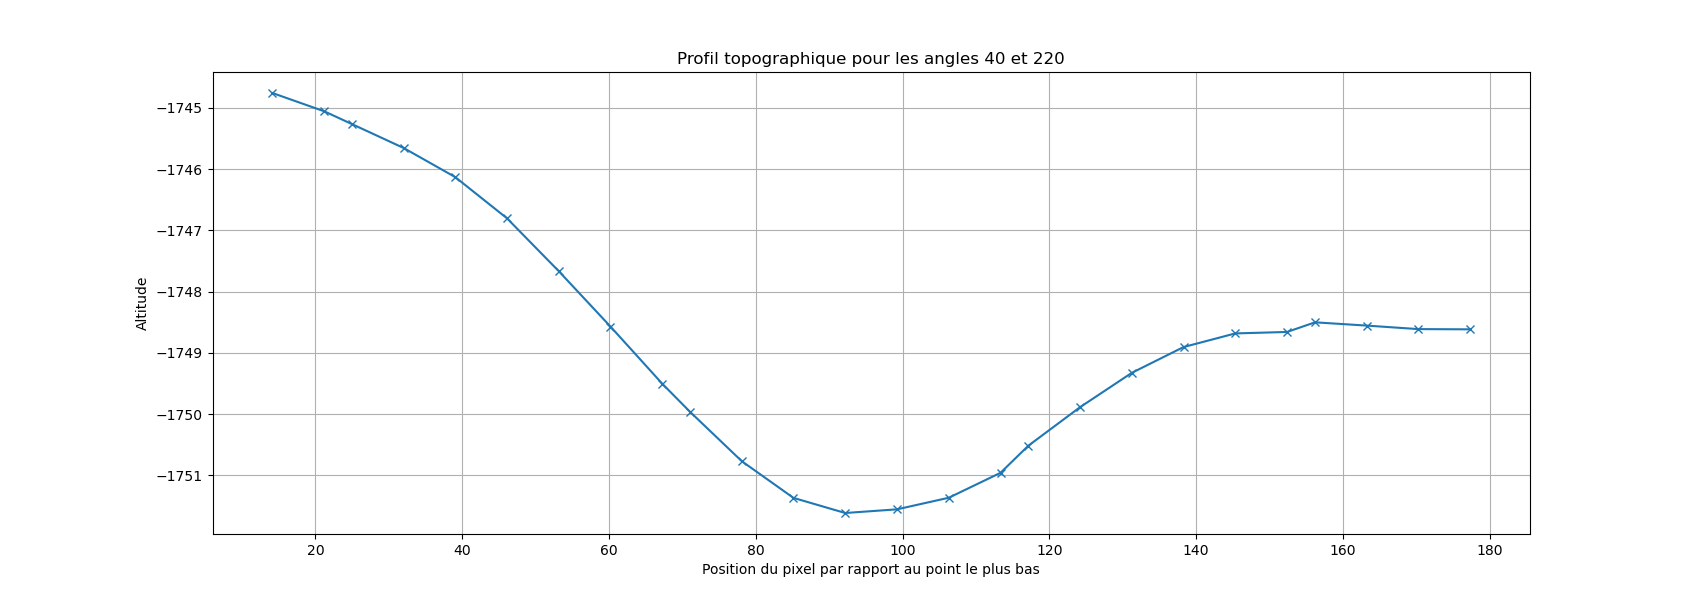 Profil topographique pour les angles 40 et 220
−1745
−1746
−1747
−1748
−1749
−1750
−1751
Altitude
20 40 60 80 100 120 140 160 180
Position du pixel par rapport au point le plus bas